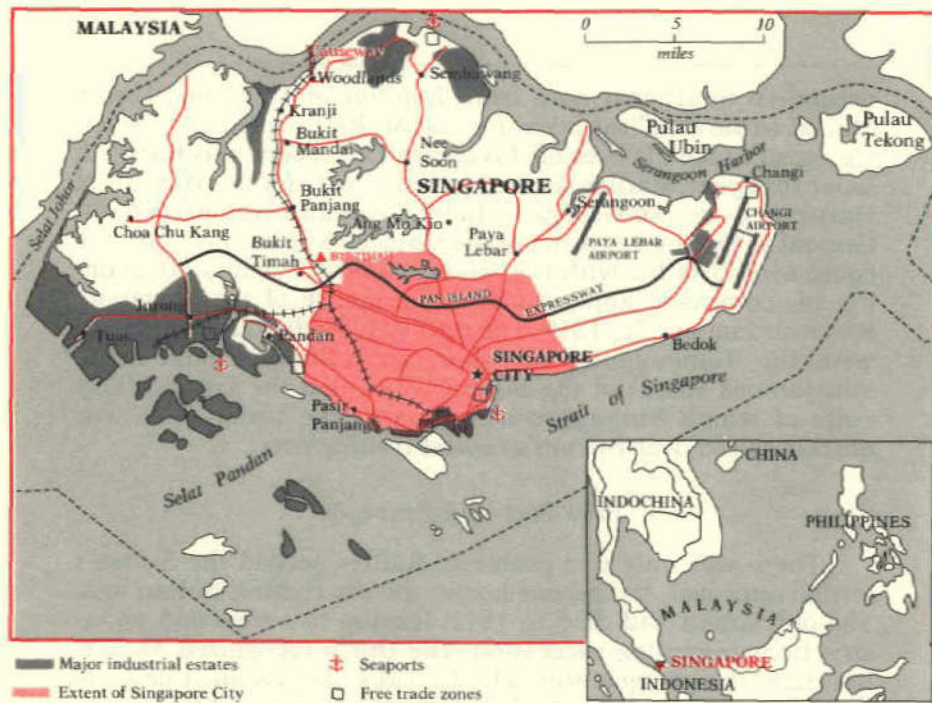 MALAYSIA
0 5 10
miles
Causeway
Woodlands
Sembawang
Kranji
Bukit
Mandai
Nee
Soon
Pulau
Ubin
Pulau
Tekong
Serangoon Harbor
Changi
SINGAPORE
Selat Johor
Bukit
Panjang
Choa Chu Kang
Ang Mo Kio
Serangoon
CHANGI
AIRPORT
Paya
Lebar
PAYA LEBAR
AIRPORT
Bukit
Timah
PAN-ISLAND
EXPRESSWAY
Jurong
Tuas
Pandan
Bedok
SINGAPORE
CITY
Strait of Singapore
Pasir
Panjang
Selat Pandan
CHINA
INDOCHINA
PHILIPPINES
MALAYSIA
SINGAPORE
INDONESIA
Major industrial estates
Seaports
Extent of Singapore City
Free trade zones